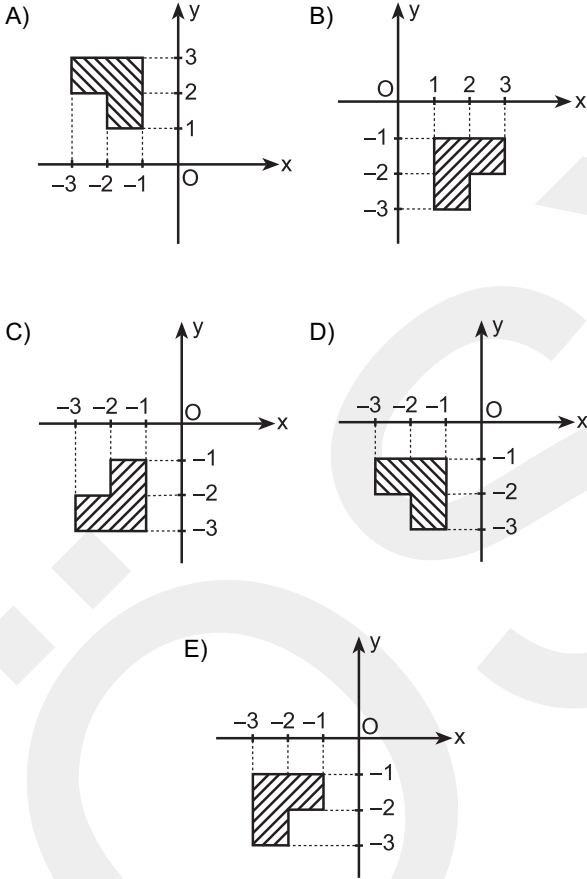 A)
y
3
2
1
x
–3 –2 –1
O
B)
y
O
1 2 3
x
–1
–2
–3
C)
y
–3 –2 –1
O
x
–1
–2
–3
D)
y
–3 –2 –1
O
x
–1
–2
–3
E)
y
–3 –2 –1
O
x
–1
–2
–3